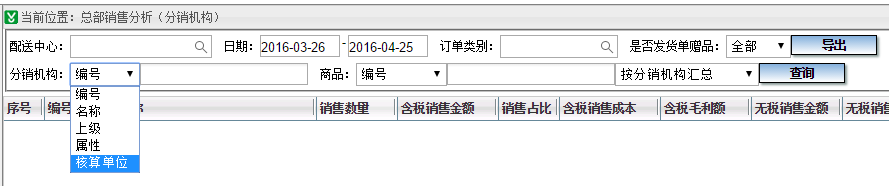 当前位置：总部销售分析（分销机构）
配送中心： 日期：2016-03-26 - 2016-04-25 订单类别： 是否发货单赠品： 全部 导出
分销机构： 编号 商品： 编号 按分销机构汇总 查询
序号 编号 称 销售数量 含税销售金额 销售占比 含税销售成本 含税毛利额 无税销售金额 无税销
编号
名称
上级
属性
核算单位